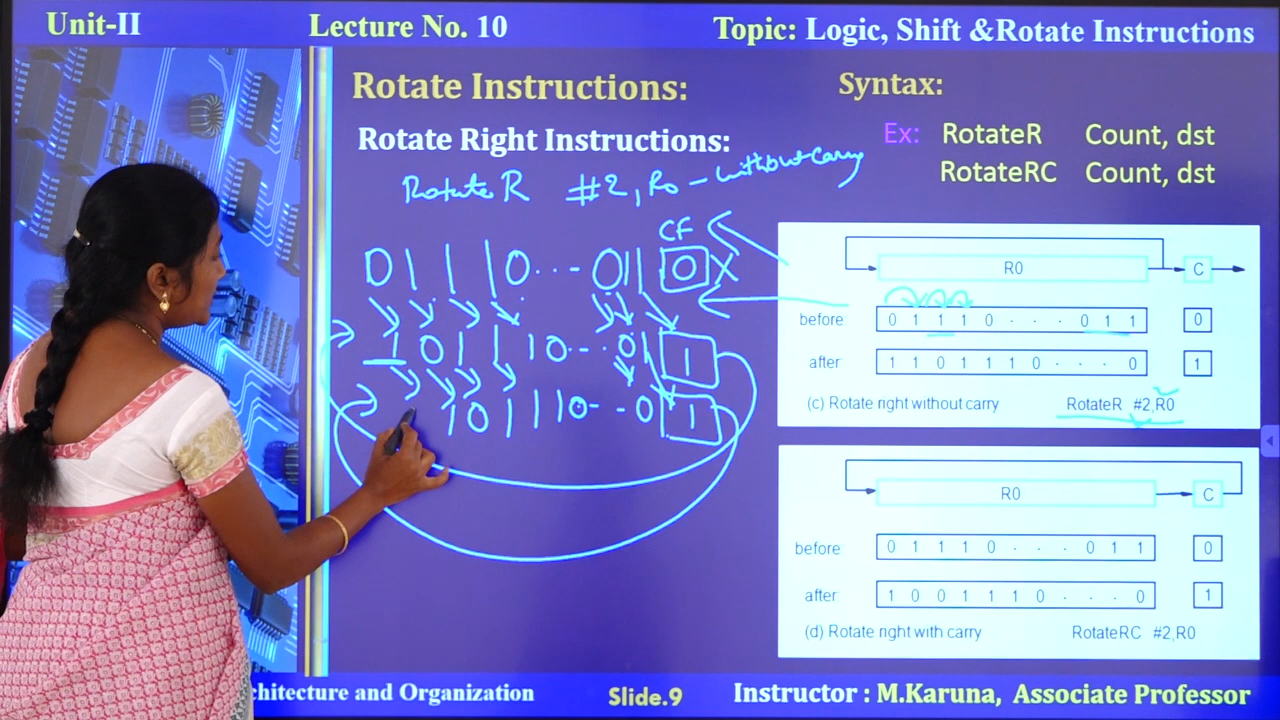 Unit-II Lecture No. 10 Topic: Logic, Shift &Rotate Instructions
Rotate Instructions:
Syntax:
Rotate Right Instructions:
Ex: RotateR Count, dst
RotateRC Count, dst
RotateR #2, R0 - without carry
CF
0 1 1 1 0 . . . 0 1 1 0 X
1 0 1 1 1 0 . . . 0 1 1
1 0 1 1 1 0 - - 0 1
R0 C
before: 0 1 1 1 0 · · · 0 1 1 0
after: 1 1 0 1 1 1 0 · · · 0 1
(c) Rotate right without carry RotateR #2,R0
R0 C
before: 0 1 1 1 0 · · · 0 1 1 0
after: 1 0 0 1 1 1 0 · · · 0 1
(d) Rotate right with carry RotateRC #2,R0
chitecture and Organization Slide.9 Instructor : M.Karuna, Associate Professor